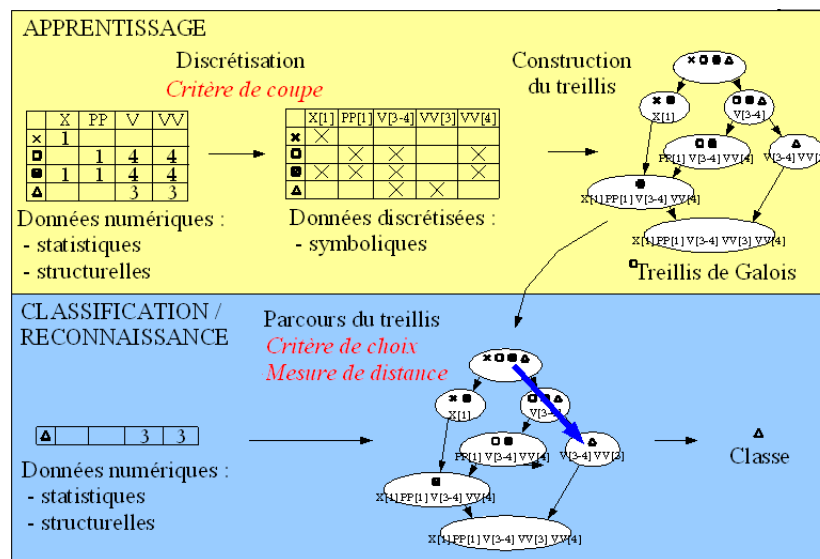 APPRENTISSAGE
Discrétisation
Critère de coupe
Construction
du treillis
X PP V VV
1
1 4 4
1 1 4 4
3 3
X[1] PP[1] V[3-4] VV[3] VV[4]
Données numériques :
- statistiques
- structurelles
Données discrétisées :
- symboliques
X[1]
V[3-4]
PP[1] V[3-4] VV[4]
V[3-4]
X[1] PP[1] V[3-4] VV[4]
X[1] PP[1] V[3-4] VV[3] VV[4]
Treillis de Galois
CLASSIFICATION /
RECONNAISSANCE
Parcours du treillis
Critère de choix
Mesure de distance
X[1]
3 3
PP[1] V[3-4] VV[4]
V[3-4] VV[3]
Classe
Données numériques :
- statistiques
- structurelles
X[1] PP[1] V[3-4] VV[4]
X[1] PP[1] V[3-4] VV[3] VV[4]